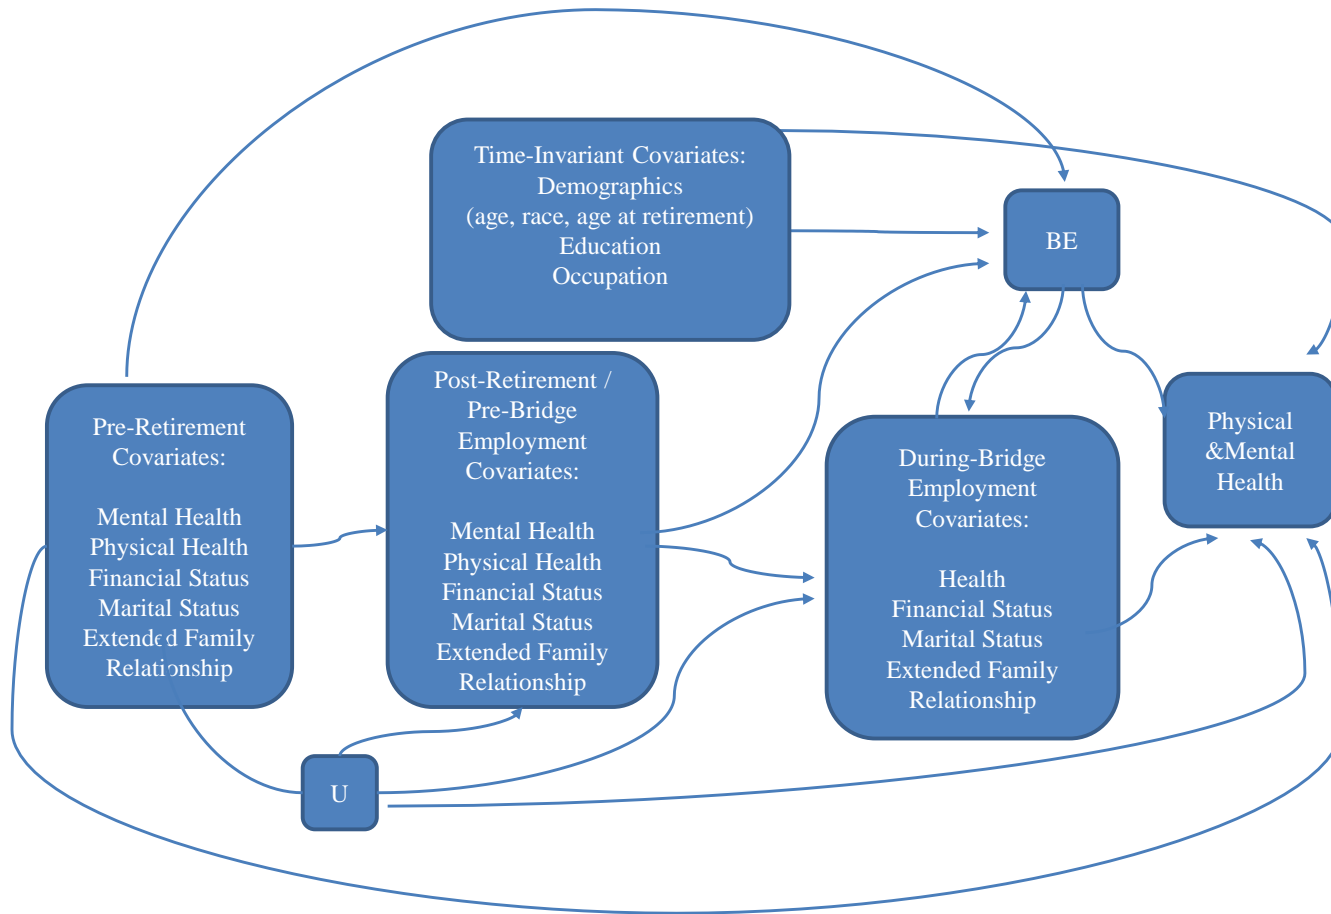 Time-Invariant Covariates:
Demographics
(age, race, age at retirement)
Education
Occupation
BE
Pre-Retirement
Covariates:
Mental Health
Physical Health
Financial Status
Marital Status
Extended Family
Relationship
Post-Retirement /
Pre-Bridge
Employment
Covariates:
Mental Health
Physical Health
Financial Status
Marital Status
Extended Family
Relationship
During-Bridge
Employment
Covariates:
Health
Financial Status
Marital Status
Extended Family
Relationship
Physical
&Mental
Health
U